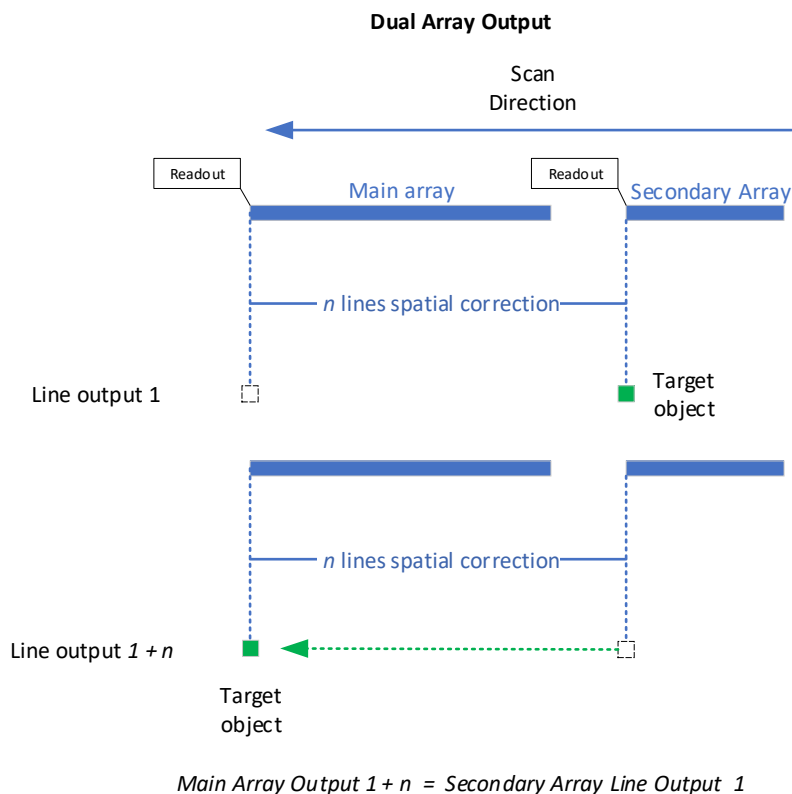 Dual Array Output
Scan
Direction
Readout
Readout
Main array
Secondary Array
n lines spatial correction
Line output 1
Target
object
n lines spatial correction
Line output 1 + n
Target
object
Main Array Output 1 + n = Secondary Array Line Output 1